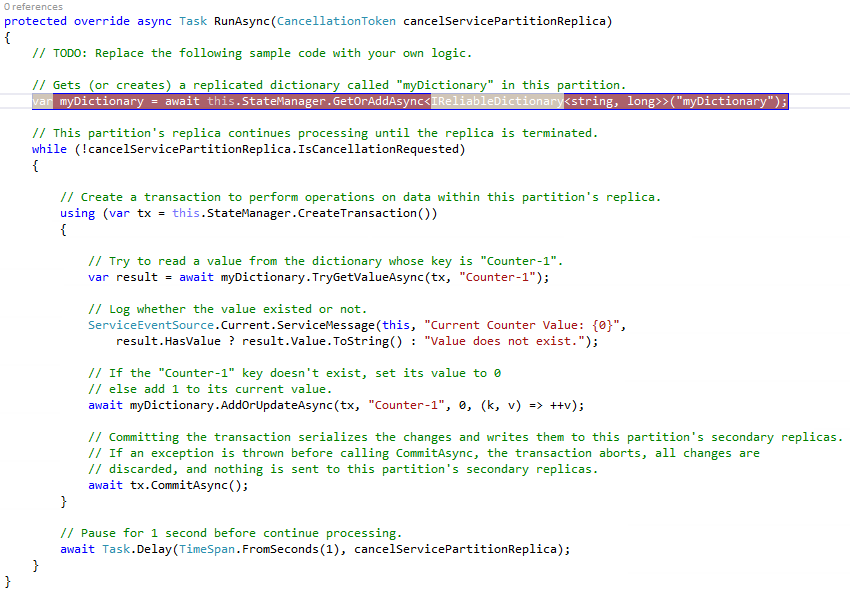 0 references
protected override async Task RunAsync(CancellationToken cancelServicePartitionReplica)
{
// TODO: Replace the following sample code with your own logic.
// Gets (or creates) a replicated dictionary called "myDictionary" in this partition.
var myDictionary = await this.StateManager.GetOrAddAsync<IReliableDictionary<string, long>>("myDictionary");
// This partition's replica continues processing until the replica is terminated.
while (!cancelServicePartitionReplica.IsCancellationRequested)
{
// Create a transaction to perform operations on data within this partition's replica.
using (var tx = this.StateManager.CreateTransaction())
{
// Try to read a value from the dictionary whose key is "Counter-1".
var result = await myDictionary.TryGetValueAsync(tx, "Counter-1");
// Log whether the value existed or not.
ServiceEventSource.Current.ServiceMessage(this, "Current Counter Value: {0}",
result.HasValue ? result.Value.ToString() : "Value does not exist.");
// If the "Counter-1" key doesn't exist, set its value to 0
// else add 1 to its current value.
await myDictionary.AddOrUpdateAsync(tx, "Counter-1", 0, (k, v) => ++v);
// Committing the transaction serializes the changes and writes them to this partition's secondary replicas.
// If an exception is thrown before calling CommitAsync, the transaction aborts, all changes are
// discarded, and nothing is sent to this partition's secondary replicas.
await tx.CommitAsync();
}
// Pause for 1 second before continue processing.
await Task.Delay(TimeSpan.FromSeconds(1), cancelServicePartitionReplica);
}
}